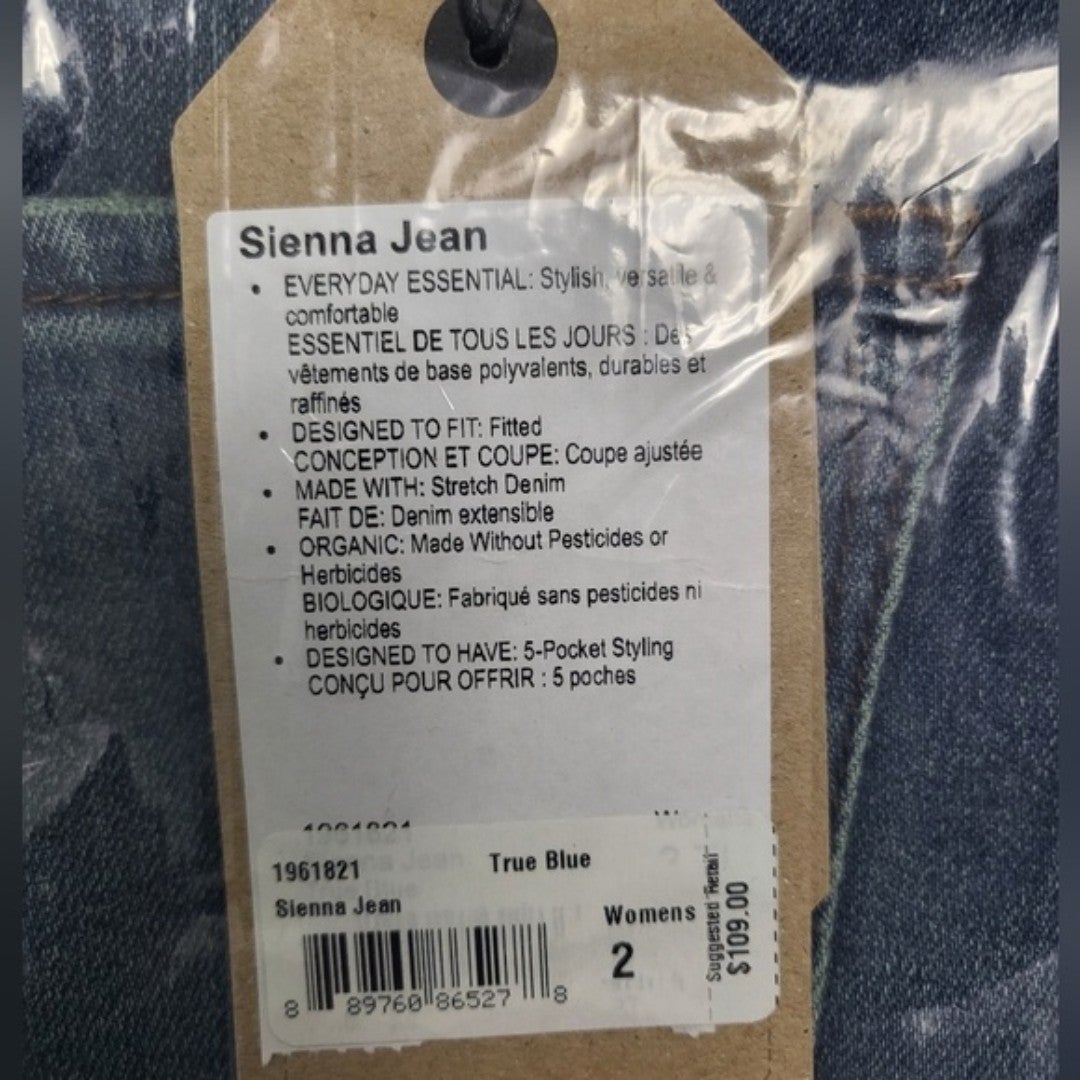 Sienna Jean
• EVERYDAY ESSENTIAL: Stylish, versatile &
comfortable
ESSENTIEL DE TOUS LES JOURS : Des
vêtements de base polyvalents, durables et
raffinés
• DESIGNED TO FIT: Fitted
CONCEPTION ET COUPE: Coupe ajustée
• MADE WITH: Stretch Denim
FAIT DE: Denim extensible
• ORGANIC: Made Without Pesticides or
Herbicides
BIOLOGIQUE: Fabriqué sans pesticides ni
herbicides
• DESIGNED TO HAVE: 5-Pocket Styling
CONÇU POUR OFFRIR : 5 poches
1961821
1961821 True Blue
Sienna Jean
Womens
2
8 89760 86527 8
Suggested Retail
$109.00